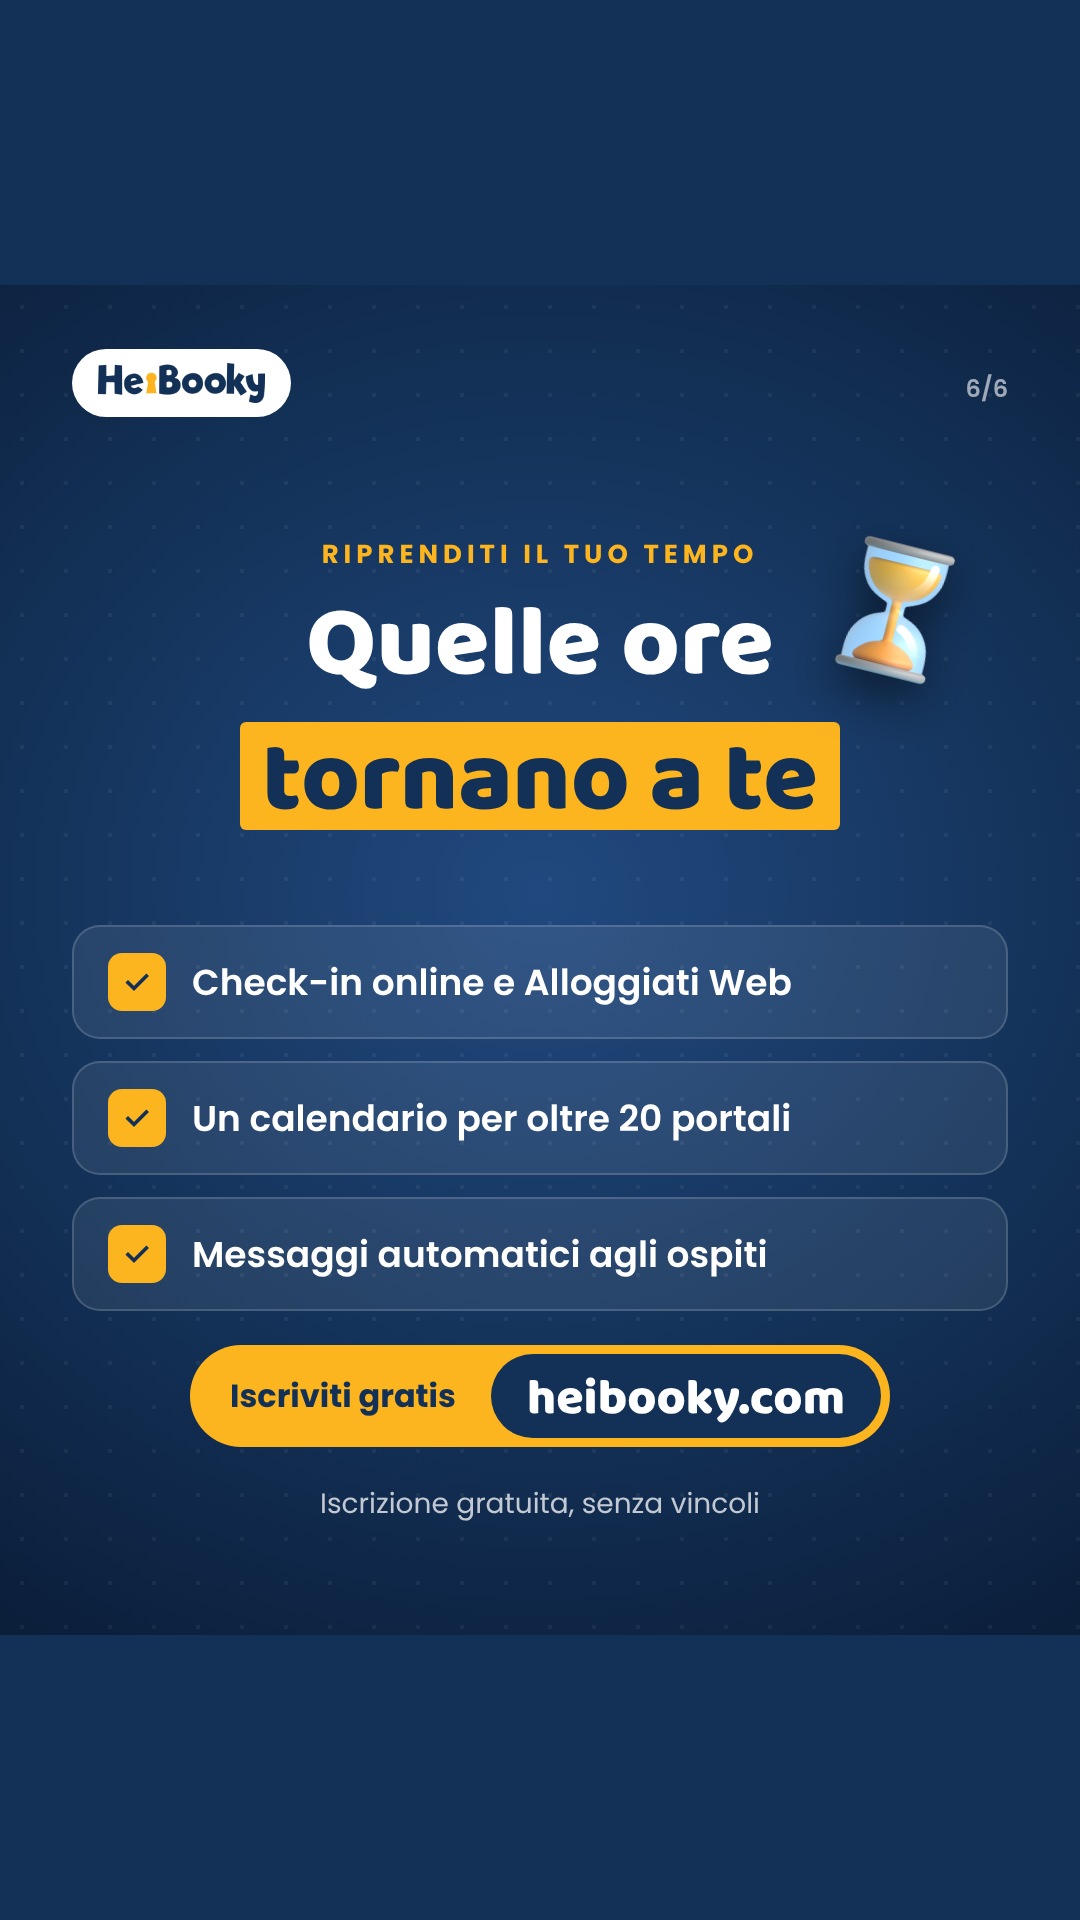 HeiBooky
6/6
RIPRENDITI IL TUO TEMPO
Quelle ore
tornano a te
Check-in online e Alloggiati Web
Un calendario per oltre 20 portali
Messaggi automatici agli ospiti
Iscriviti gratis
heibooky.com
Iscrizione gratuita, senza vincoli